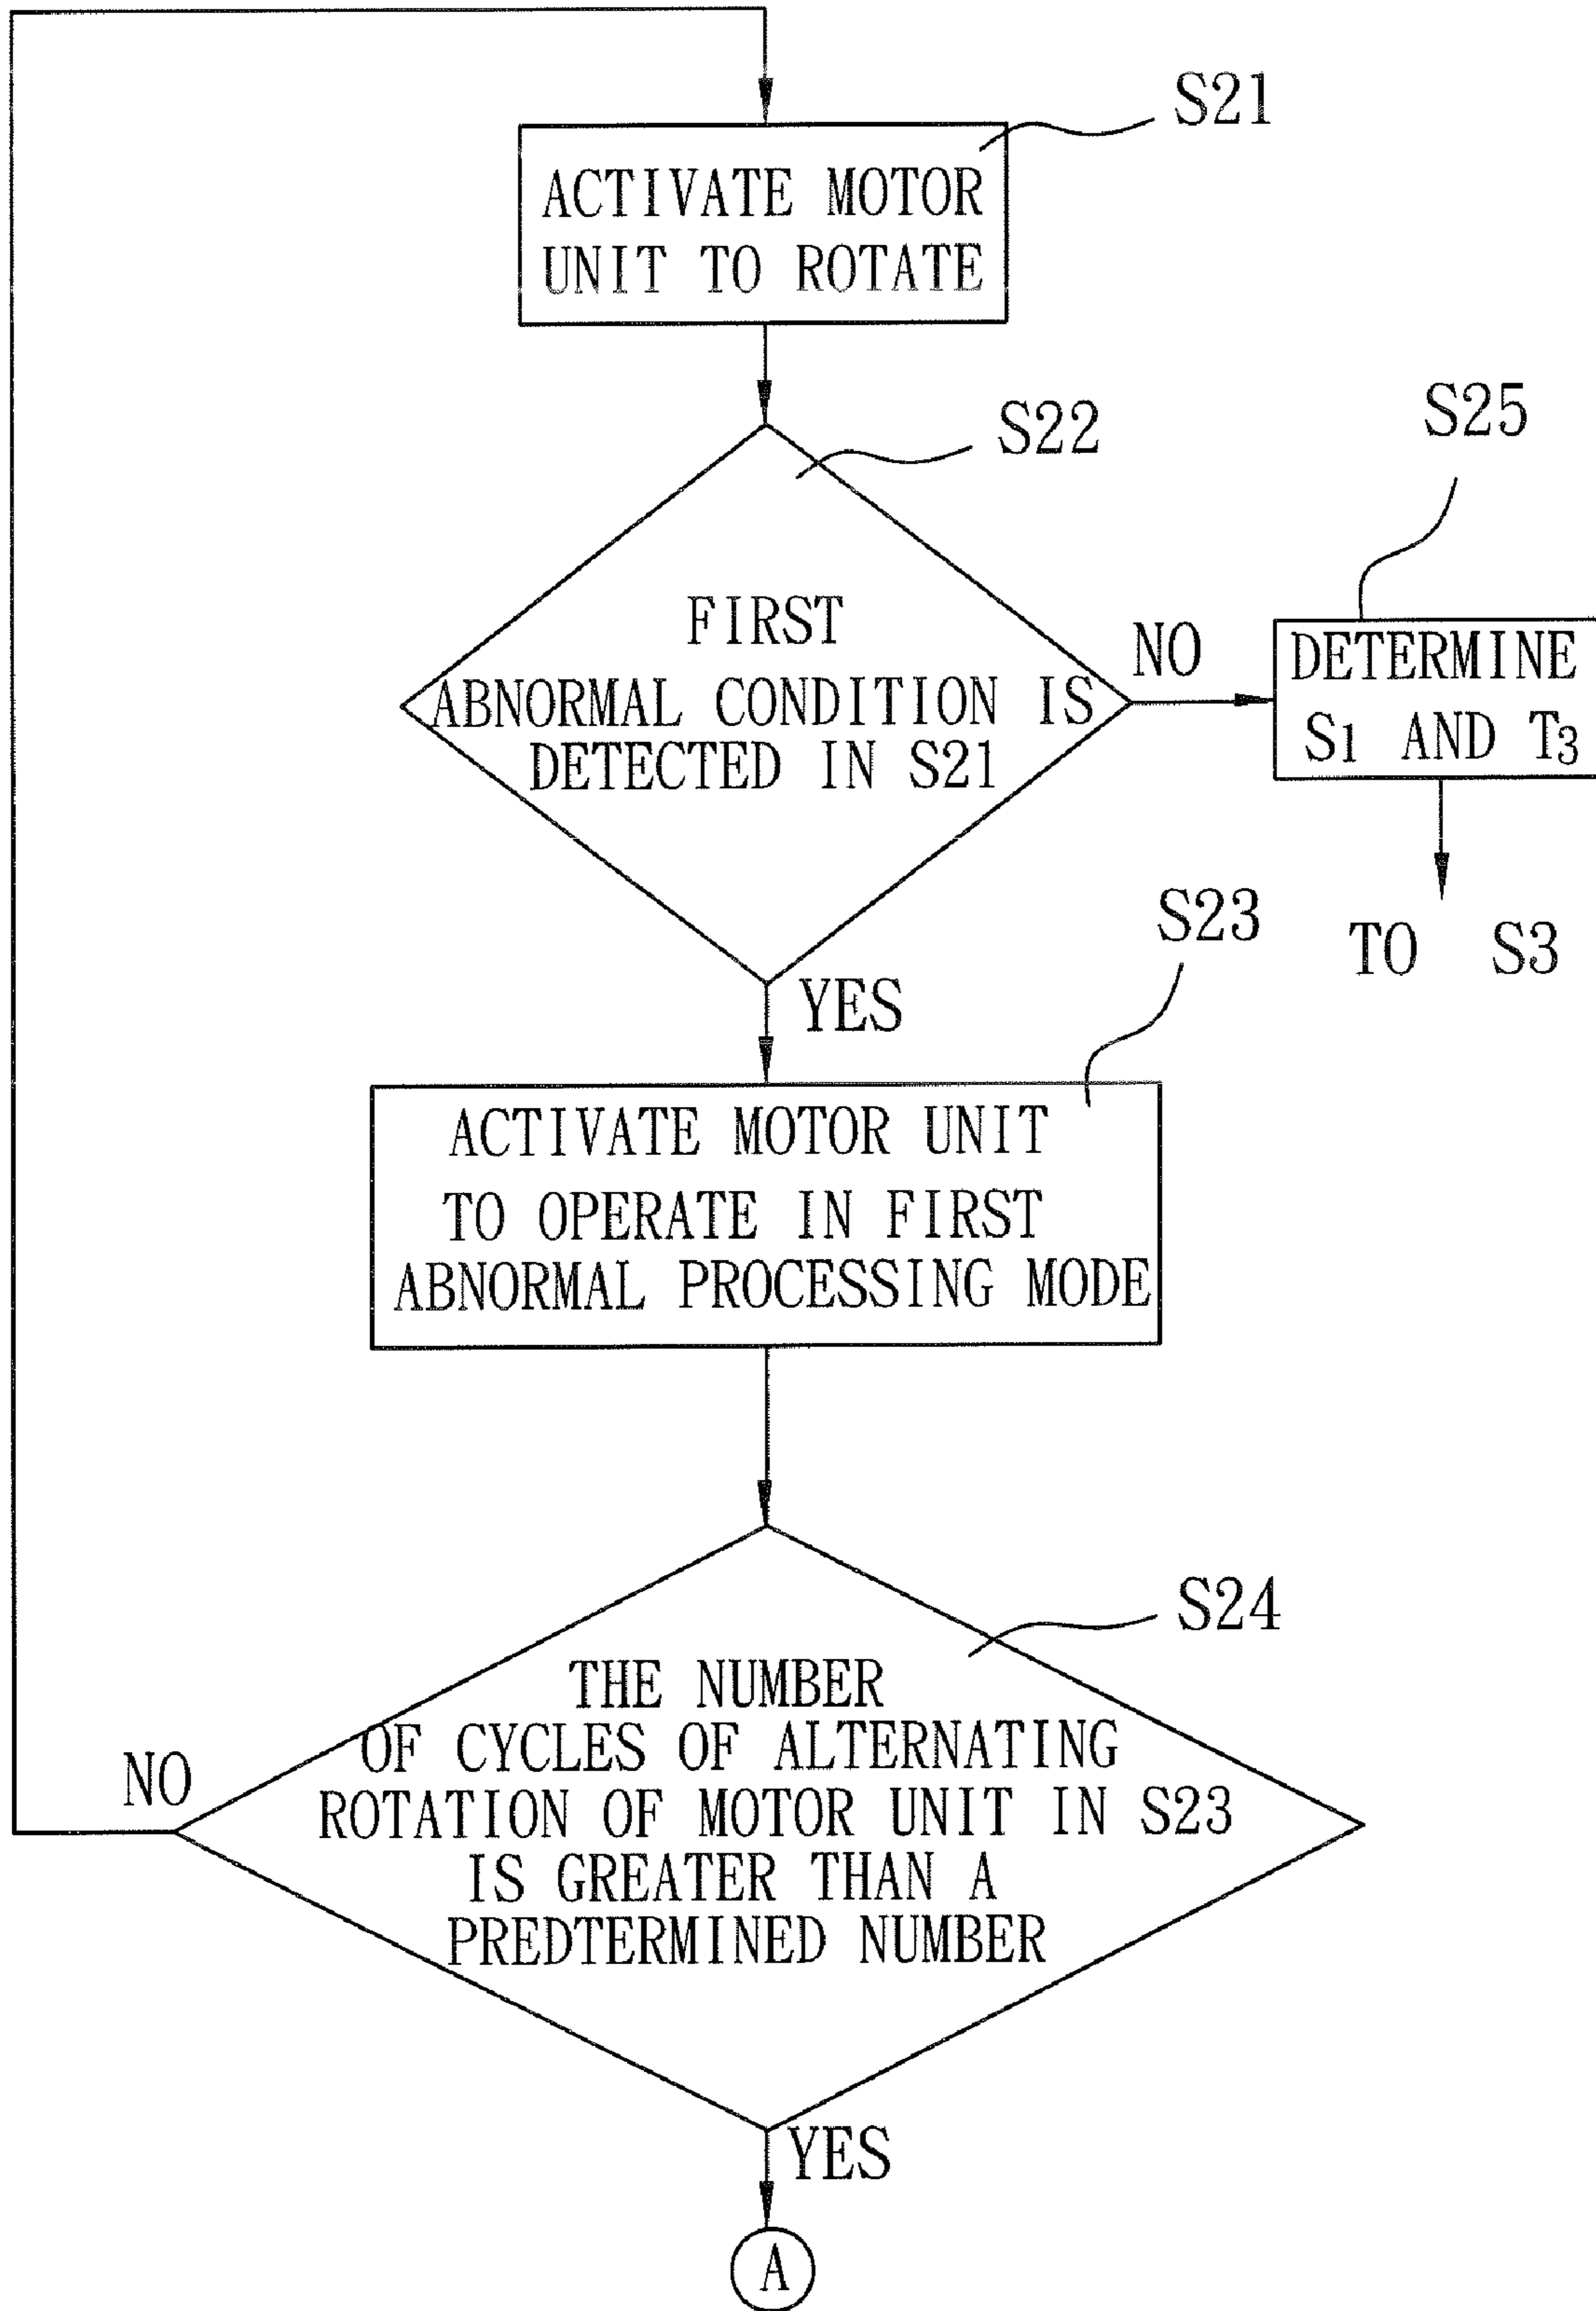 S21
ACTIVATE MOTOR
UNIT TO ROTATE
S22
S25
FIRST
ABNORMAL CONDITION IS
DETECTED IN S21
NO
DETERMINE
S1 AND T3
TO S3
YES
S23
ACTIVATE MOTOR UNIT
TO OPERATE IN FIRST
ABNORMAL PROCESSING MODE
S24
THE NUMBER
OF CYCLES OF ALTERNATING
ROTATION OF MOTOR UNIT IN S23
IS GREATER THAN A
PREDTERMINED NUMBER
NO
YES
A